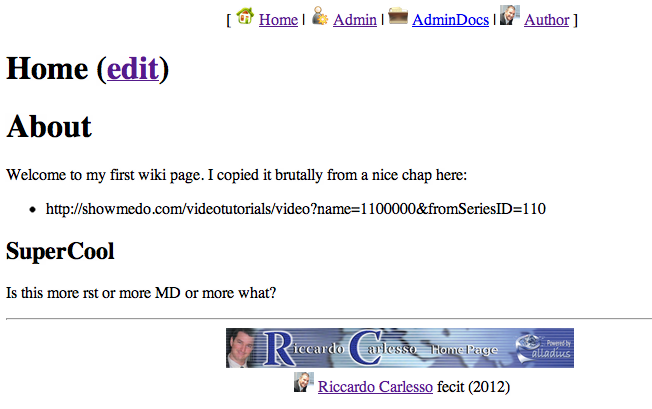 [ Home | Admin | AdminDocs | Author ]
Home (edit)
About
Welcome to my first wiki page. I copied it brutally from a nice chap here:
• http://showmedo.com/videotutorials/video?name=1100000&fromSeriesID=110
SuperCool
Is this more rst or more MD or more what?
Riccardo Carlesso Home Page Powered by alladius
Riccardo Carlesso fecit (2012)